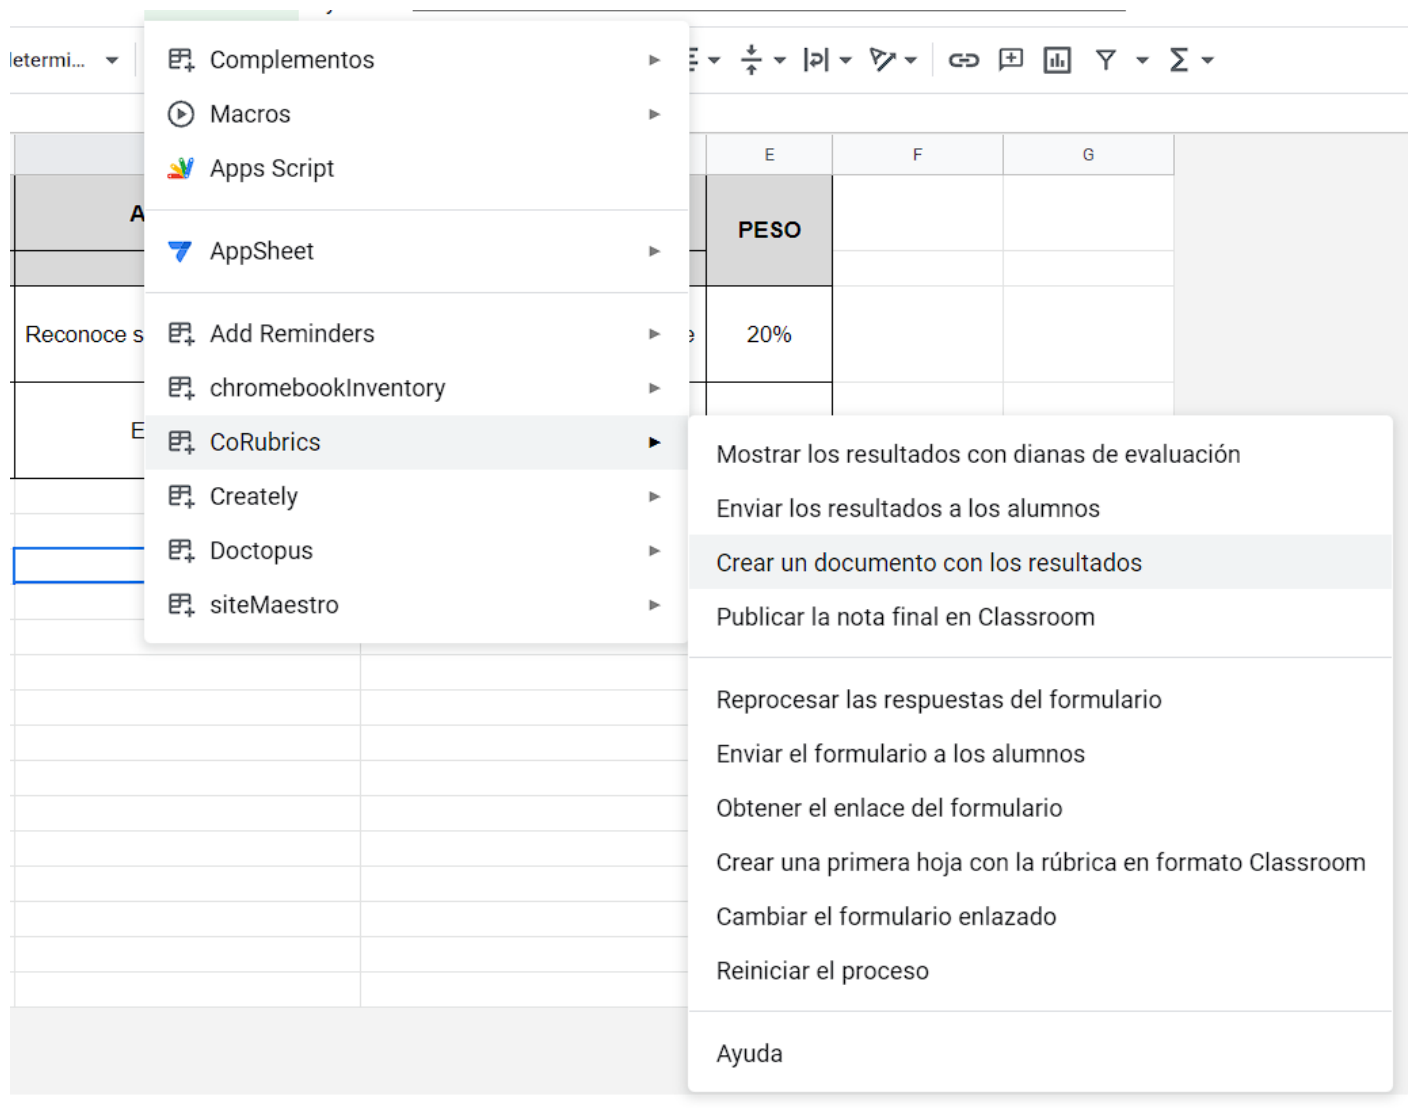 Complementos
Macros
Apps Script
AppSheet
Add Reminders
chromebookInventory
CoRubrics
Creately
Doctopus
siteMaestro
E F G
A PESO
Reconoce s 20%
E
Mostrar los resultados con dianas de evaluación
Enviar los resultados a los alumnos
Crear un documento con los resultados
Publicar la nota final en Classroom
Reprocesar las respuestas del formulario
Enviar el formulario a los alumnos
Obtener el enlace del formulario
Crear una primera hoja con la rúbrica en formato Classroom
Cambiar el formulario enlazado
Reiniciar el proceso
Ayuda